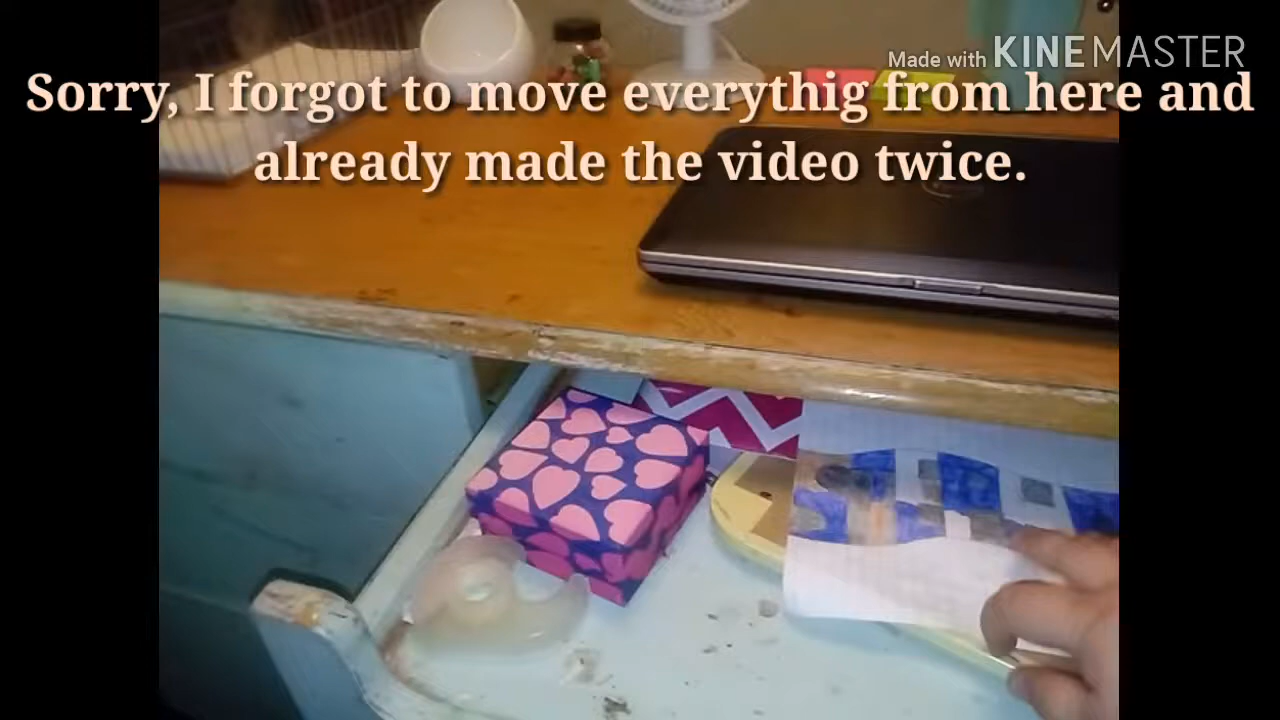 Made with KINEMASTER
Sorry, I forgot to move everythig from here and
already made the video twice.